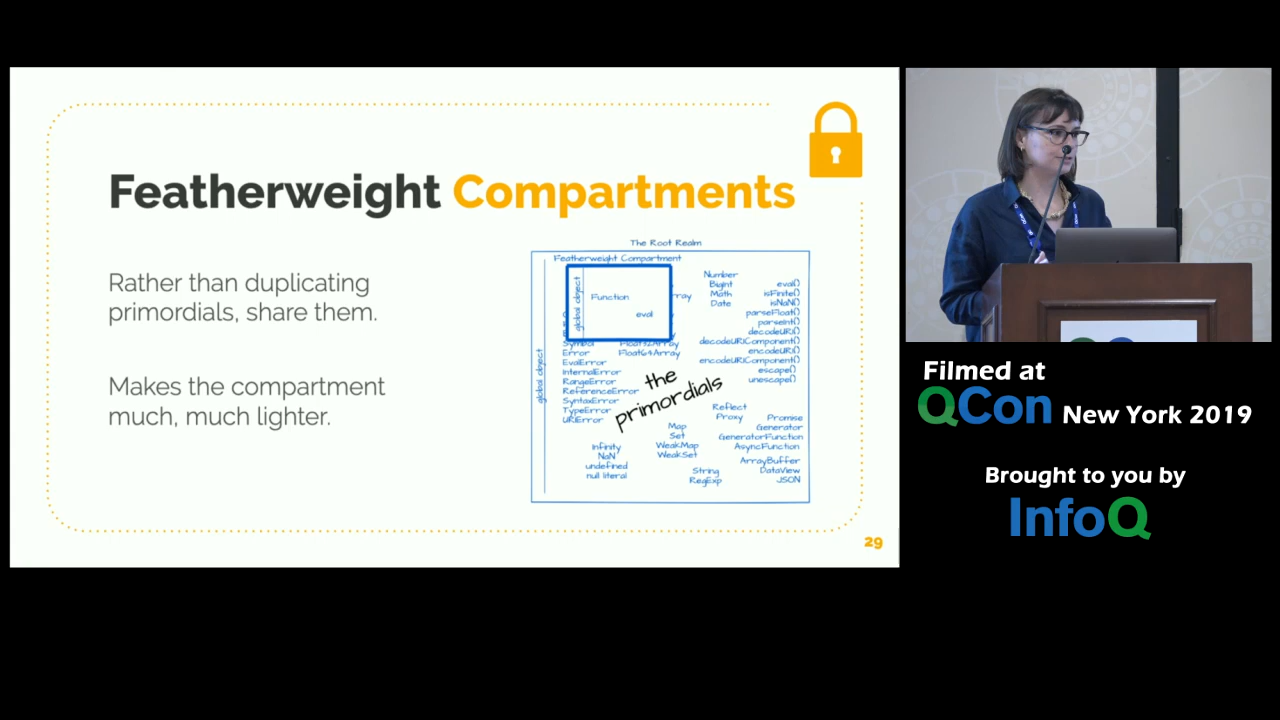 Featherweight Compartments
Rather than duplicating
primordials, share them.
Makes the compartment
much, much lighter.
The Root Realm
Featherweight Compartment
global object
Function
eval
global object
rray
Number
BigInt
Math
Date
eval()
isFinite()
isNaN()
parseFloat()
parseInt()
decodeURI()
decodeURIComponent()
encodeURI()
encodeURIComponent()
escape()
unescape()
Symbol
Error
EvalError
InternalError
RangeError
ReferenceError
SyntaxError
TypeError
URIError
Float32Array
Float64Array
the
primordials
Reflect
Proxy
Map
Set
WeakMap
WeakSet
Promise
Generator
GeneratorFunction
AsyncFunction
Infinity
NaN
undefined
null literal
String
RegExp
ArrayBuffer
DataView
JSON
29
Filmed at
QCon New York 2019
Brought to you by
InfoQ